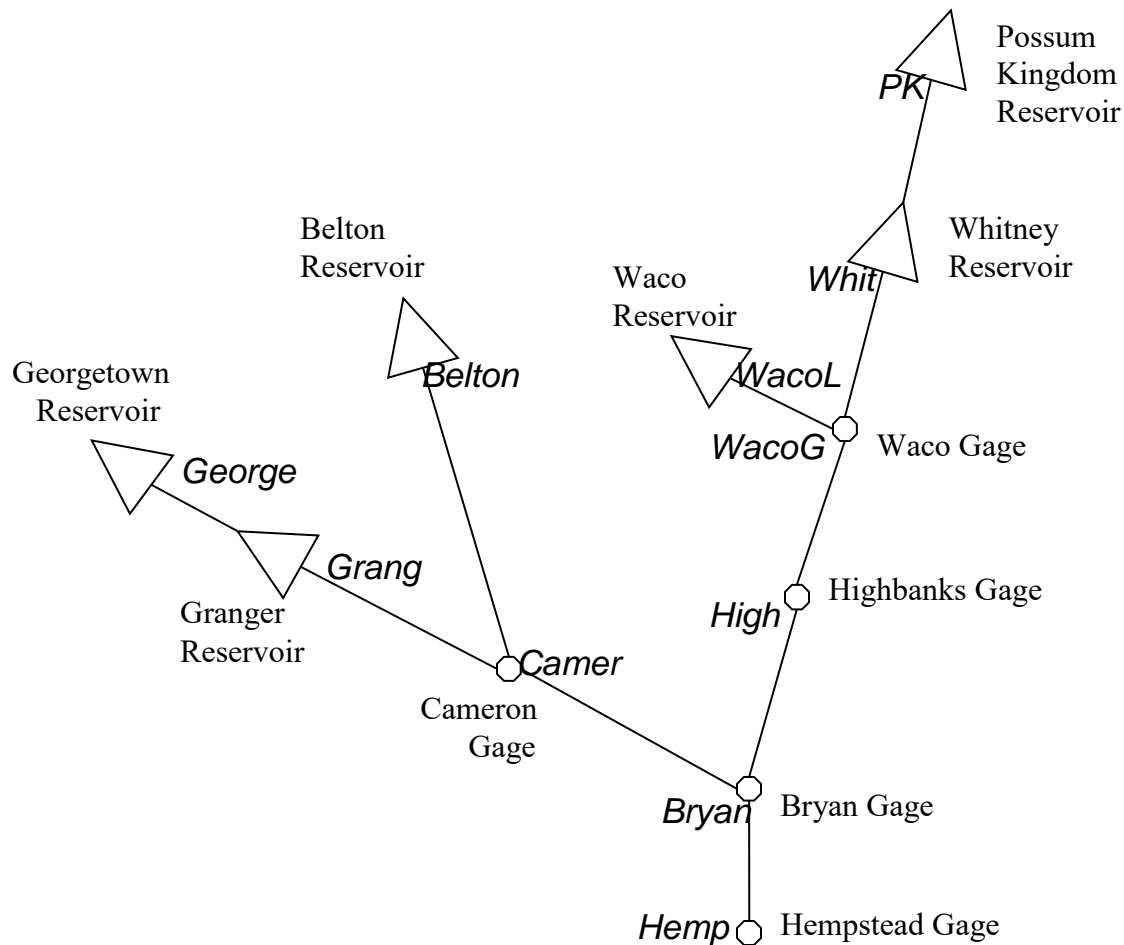 Possum
Kingdom
Reservoir
PK
Belton
Reservoir
Whitney
Reservoir
Whit
Waco
Reservoir
WacoL
Belton
Georgetown
Reservoir
George
WacoG
Waco Gage
Grang
Granger
Reservoir
Highbanks Gage
High
Camer
Cameron
Gage
Bryan
Bryan Gage
Hemp
Hempstead Gage